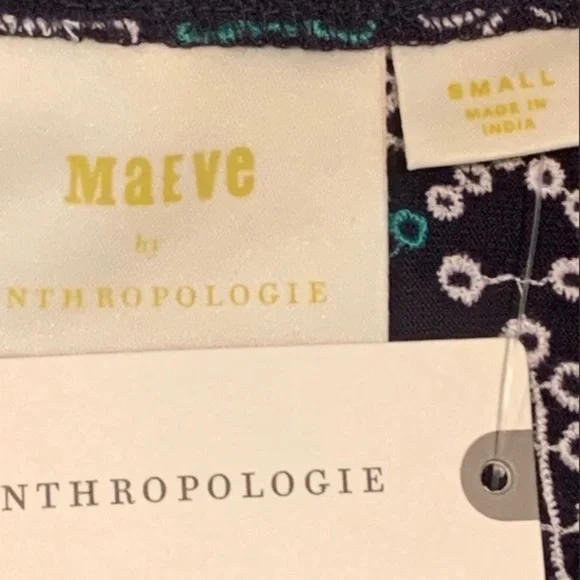 MaEve
by
NTHROPOLOGIE
SMALL
MADE IN
INDIA
NTHROPOLOGIE